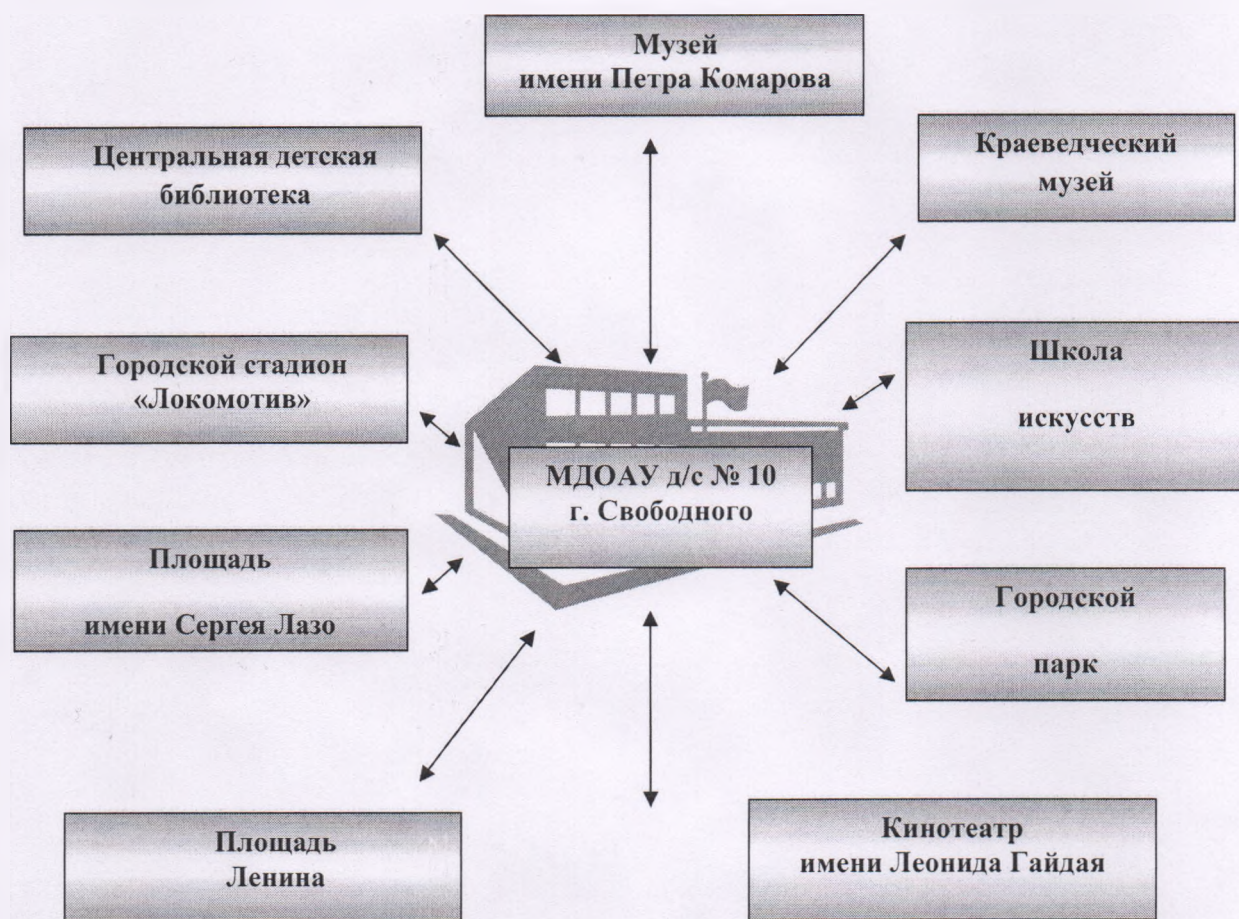 Музей
имени Петра Комарова
Центральная детская
библиотека
Краеведческий
музей
Городской стадион
«Локомотив»
Школа
искусств
МДОАУ д/с № 10
г. Свободного
Площадь
имени Сергея Лазо
Городской
парк
Площадь
Ленина
Кинотеатр
имени Леонида Гайдая